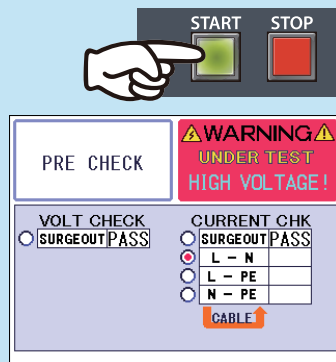 START STOP
PRE CHECK
WARNING
UNDER TEST
HIGH VOLTAGE!
VOLT CHECK
SURGEOUT PASS
CURRENT CHK
SURGEOUT PASS
L - N
L - PE
N - PE
CABLE